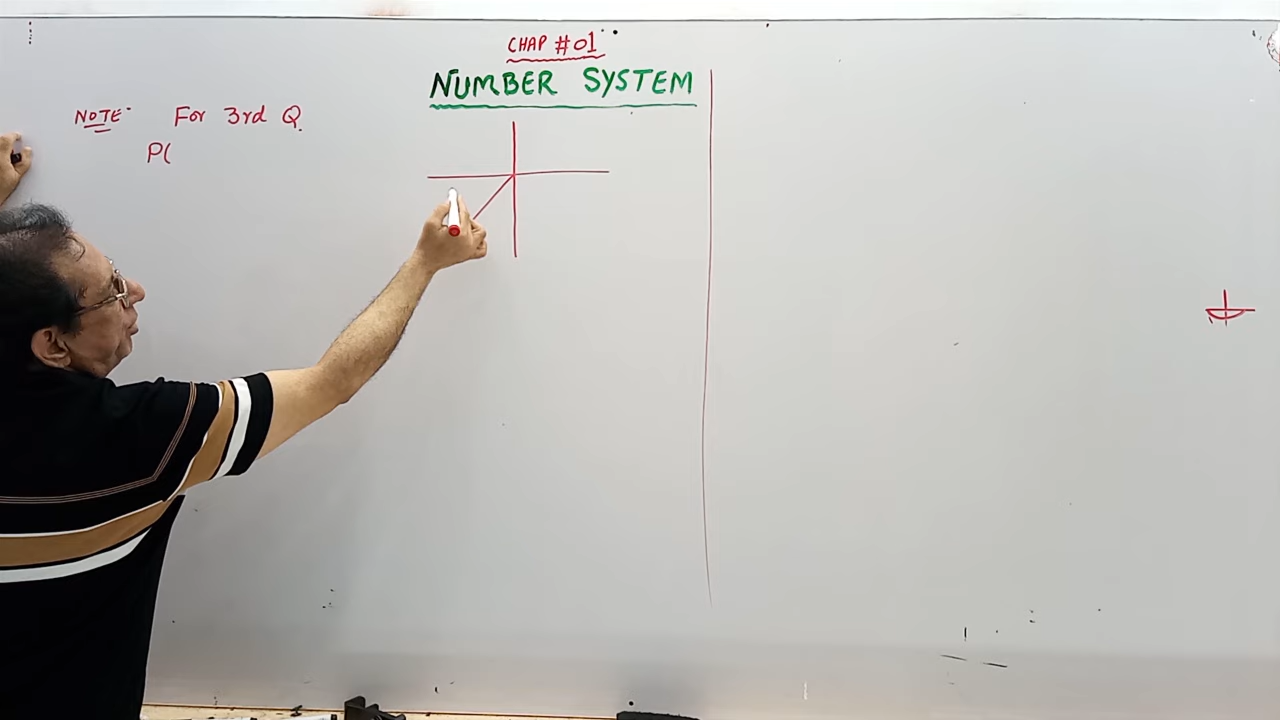 CHAP #01
NUMBER SYSTEM
NOTE- For 3rd Q.
P(